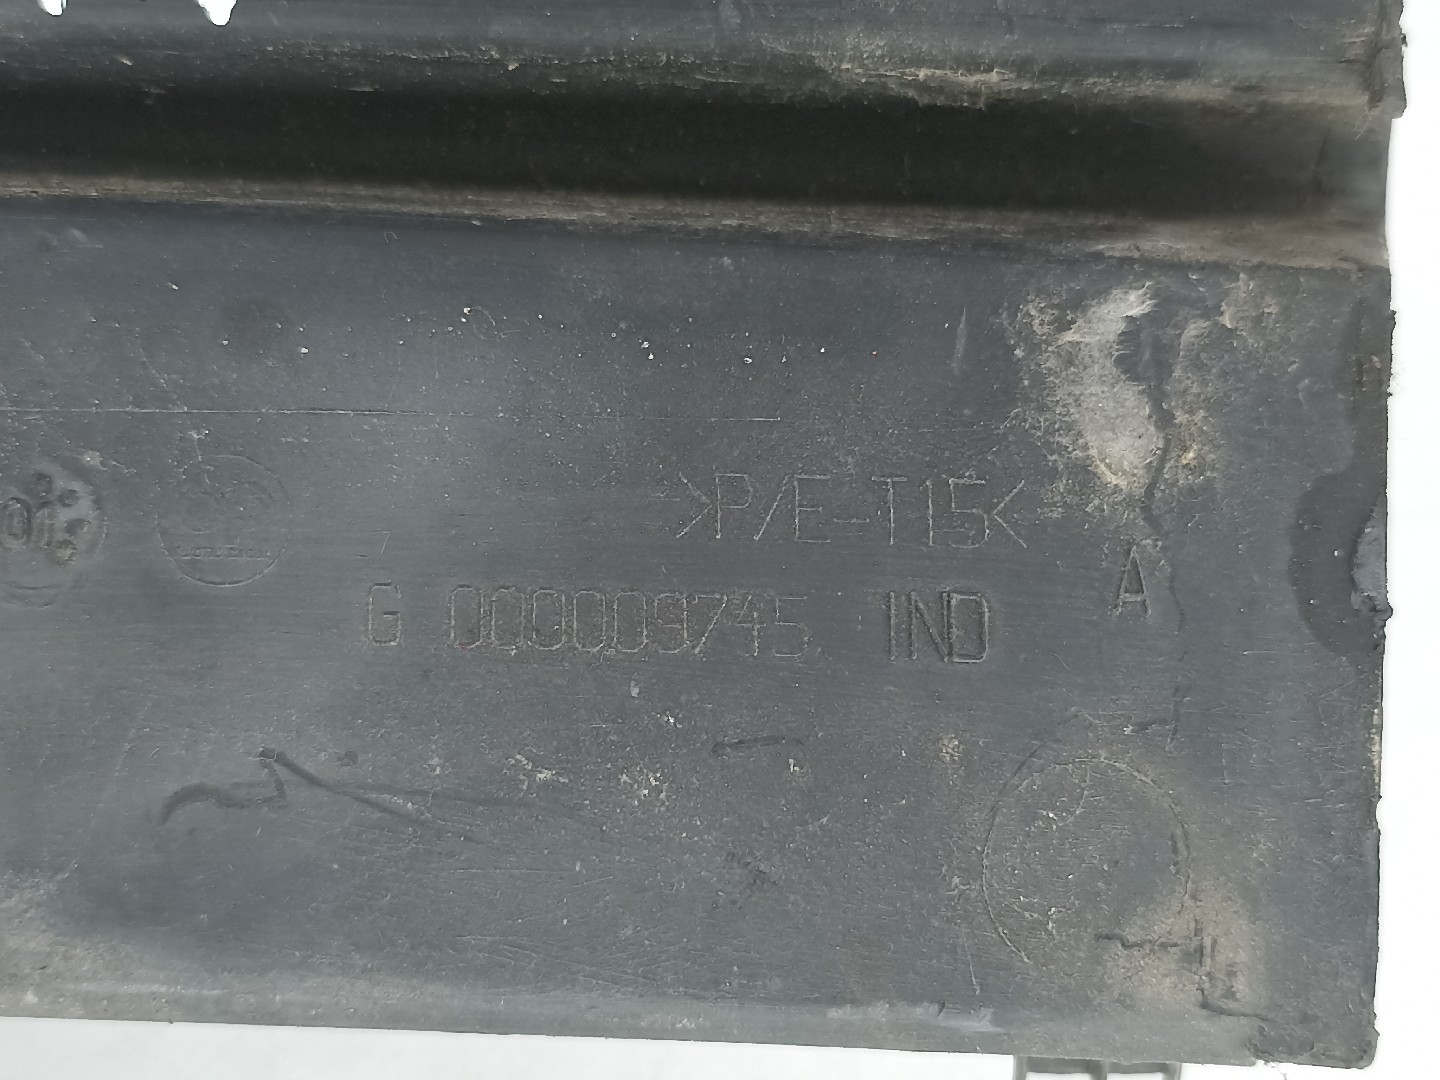 >P/E-T15<
G 000009745 IND A